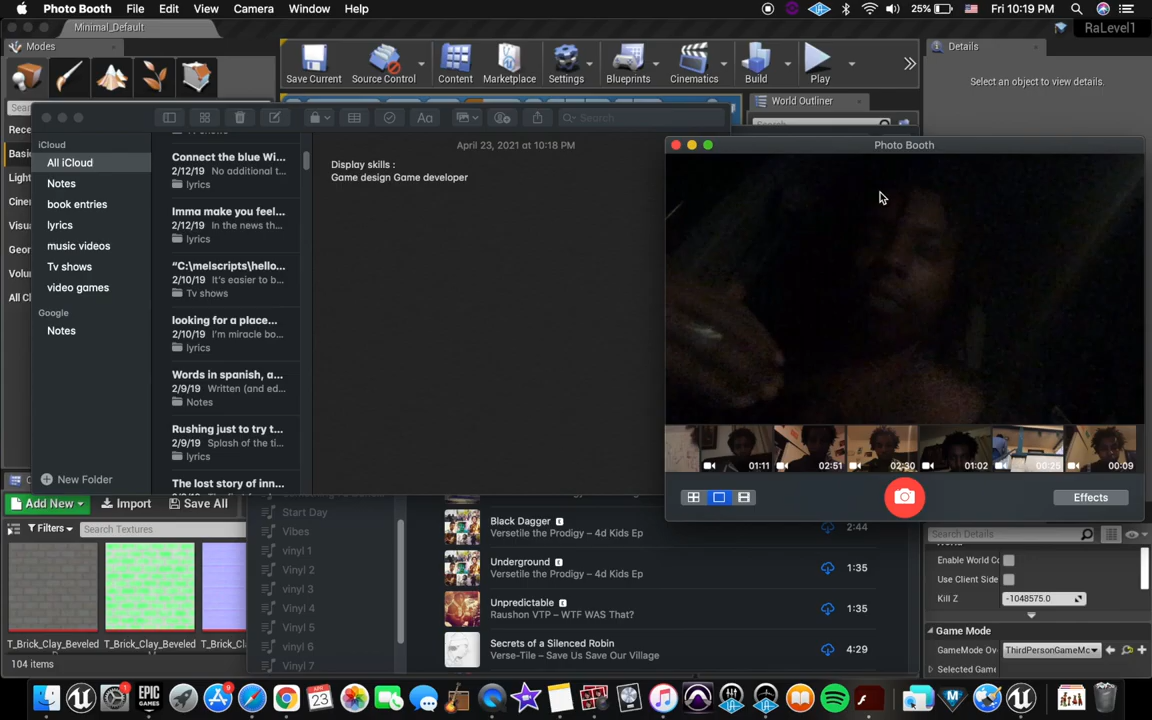 Photo Booth File Edit View Camera Window Help 25% Fri 10:19 PM
Minimal_Default RaLevel1
Modes
Save Current Source Control Content Marketplace Settings Blueprints Cinematics Build Play
Details
Select an object to view details.
World Outliner
Search
iCloud
All iCloud
Notes
book entries
lyrics
music videos
Tv shows
video games
Google
Notes
New Folder
Connect the blue Wi...
2/12/19 No additional t...
lyrics
Imma make you feel...
2/12/19 In the news th...
lyrics
“C:\melscripts\hello...
2/10/19 It's easier to b...
Tv shows
looking for a place...
2/10/19 I'm miracle bo...
lyrics
Words in spanish, a...
2/9/19 Written (and ed...
Notes
Rushing just to try t...
2/9/19 Splash of the ti...
lyrics
The lost story of inn...
Aa
Search
April 23, 2021 at 10:18 PM
Display skills :
Game design Game developer
Photo Booth
01:11 02:51 02:30 01:02 00:25 00:09
Effects
Add New Import Save All
Filters Search Textures
T_Brick_Clay_Beveled T_Brick_Clay_Beveled
104 items
Start Day
Vibes
vinyl 1
Vinyl 2
vinyl 3
Vinyl 4
Vinyl 5
vinyl 6
Vinyl 7
Black Dagger E
Versetile the Prodigy – 4d Kids Ep
2:44
Underground E
Versetile the Prodigy – 4d Kids Ep
1:35
Unpredictable E
Raushon VTP – WTF WAS That?
1:35
Secrets of a Silenced Robin
Verse-Tile – Us Save Our Village
4:29
Search Details
Enable World Co
Use Client Side
Kill Z -1048575.0
Game Mode
GameMode Ov ThirdPersonGameMc
Selected Gam
APR 23
EPIC GAMES